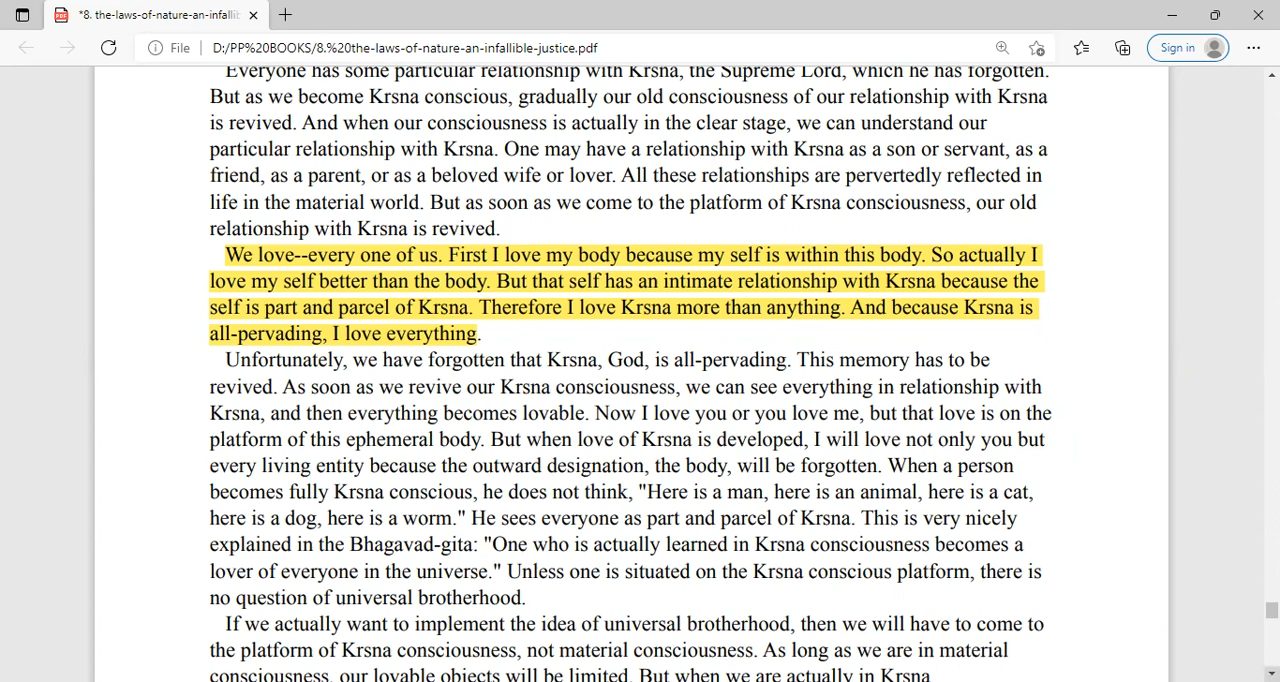 *8. the-laws-of-nature-an-infallib
File
D:/PP%20BOOKS/8.%20the-laws-of-nature-an-infallible-justice.pdf
Sign in
Everyone has some particular relationship with Krsna, the Supreme Lord, which he has forgotten.
But as we become Krsna conscious, gradually our old consciousness of our relationship with Krsna
is revived. And when our consciousness is actually in the clear stage, we can understand our
particular relationship with Krsna. One may have a relationship with Krsna as a son or servant, as a
friend, as a parent, or as a beloved wife or lover. All these relationships are pervertedly reflected in
life in the material world. But as soon as we come to the platform of Krsna consciousness, our old
relationship with Krsna is revived.
We love--every one of us. First I love my body because my self is within this body. So actually I
love my self better than the body. But that self has an intimate relationship with Krsna because the
self is part and parcel of Krsna. Therefore I love Krsna more than anything. And because Krsna is
all-pervading, I love everything.
Unfortunately, we have forgotten that Krsna, God, is all-pervading. This memory has to be
revived. As soon as we revive our Krsna consciousness, we can see everything in relationship with
Krsna, and then everything becomes lovable. Now I love you or you love me, but that love is on the
platform of this ephemeral body. But when love of Krsna is developed, I will love not only you but
every living entity because the outward designation, the body, will be forgotten. When a person
becomes fully Krsna conscious, he does not think, "Here is a man, here is an animal, here is a cat,
here is a dog, here is a worm." He sees everyone as part and parcel of Krsna. This is very nicely
explained in the Bhagavad-gita: "One who is actually learned in Krsna consciousness becomes a
lover of everyone in the universe." Unless one is situated on the Krsna conscious platform, there is
no question of universal brotherhood.
If we actually want to implement the idea of universal brotherhood, then we will have to come to
the platform of Krsna consciousness, not material consciousness. As long as we are in material
consciousness, our lovable objects will be limited. But when we are actually in Krsna